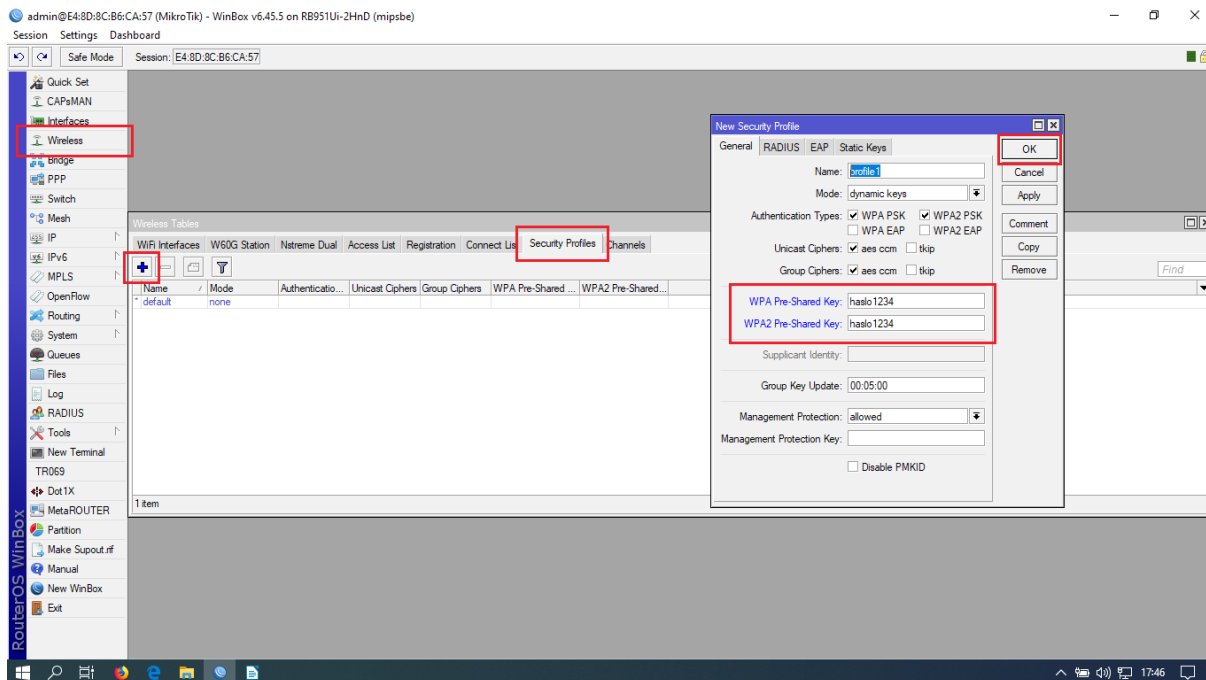 admin@E4:8D:8C:B6:CA:57 (MikroTik) - WinBox v6.45.5 on RB951Ui-2HnD (mipsbe)
Session Settings Dashboard
Safe Mode Session: E4:8D:8C:B6:CA:57
Quick Set
CAPsMAN
Interfaces
Wireless
Bridge
PPP
Switch
Mesh
IP
IPv6
MPLS
OpenFlow
Routing
System
Queues
Files
Log
RADIUS
Tools
New Terminal
TR069
Dot1X
MetaROUTER
Partition
Make Supout.rif
Manual
New WinBox
Exit
RouterOS WinBox
Wireless Tables
WiFi Interfaces W60G Station Nstreme Dual Access List Registration Connect Lis Security Profiles Channels
Find
Name / Mode Authenticatio... Unicast Ciphers Group Ciphers WPA Pre-Shared ... WPA2 Pre-Shared...
* default none
1 item
New Security Profile
General RADIUS EAP Static Keys
Name: profile1
Mode: dynamic keys
Authentication Types: WPA PSK WPA2 PSK
WPA EAP WPA2 EAP
Unicast Ciphers: aes ccm tkip
Group Ciphers: aes ccm tkip
WPA Pre-Shared Key: haslo1234
WPA2 Pre-Shared Key: haslo1234
Supplicant Identity:
Group Key Update: 00:05:00
Management Protection: allowed
Management Protection Key:
Disable PMKID
OK
Cancel
Apply
Comment
Copy
Remove
17:46